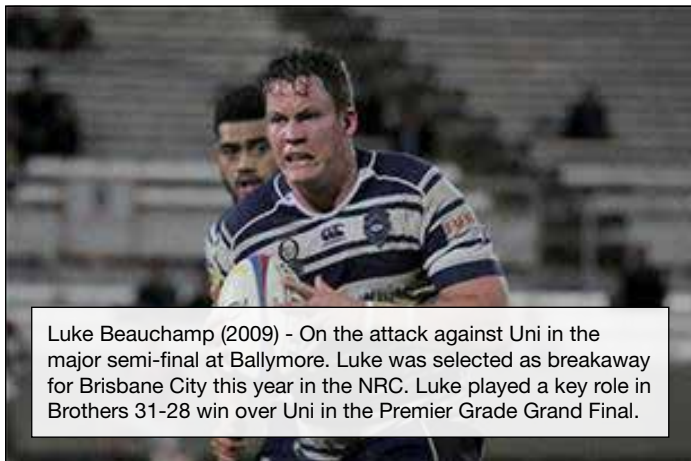 Luke Beauchamp (2009) - On the attack against Uni in the
major semi-final at Ballymore. Luke was selected as breakaway
for Brisbane City this year in the NRC. Luke played a key role in
Brothers 31-28 win over Uni in the Premier Grade Grand Final.